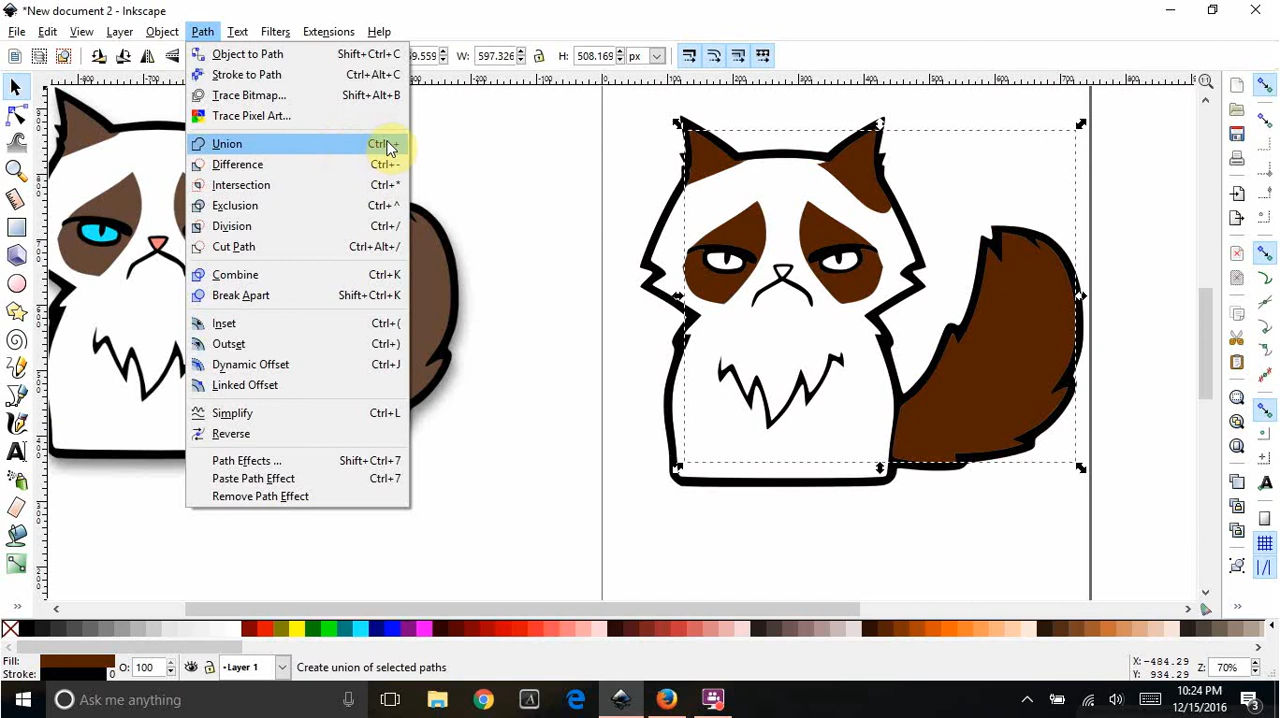 *New document 2 - Inkscape
File Edit View Layer Object Path Text Filters Extensions Help
49.559 W: 597.326 H: 508.169 px
Object to Path Shift+Ctrl+C
Stroke to Path Ctrl+Alt+C
Trace Bitmap... Shift+Alt+B
Trace Pixel Art...
Union
Difference Ctrl+-
Intersection Ctrl+*
Exclusion Ctrl+^
Division Ctrl+/
Cut Path Ctrl+Alt+/
Combine Ctrl+K
Break Apart Shift+Ctrl+K
Inset Ctrl+(
Outset Ctrl+)
Dynamic Offset Ctrl+J
Linked Offset
Simplify Ctrl+L
Reverse
Path Effects ... Shift+Ctrl+7
Paste Path Effect Ctrl+7
Remove Path Effect
Fill:
Stroke: 0
O: 100
Layer 1
Create union of selected paths
X: -484.29
Y: 934.29
Z: 70%
Ask me anything
10:24 PM
12/15/2016
3